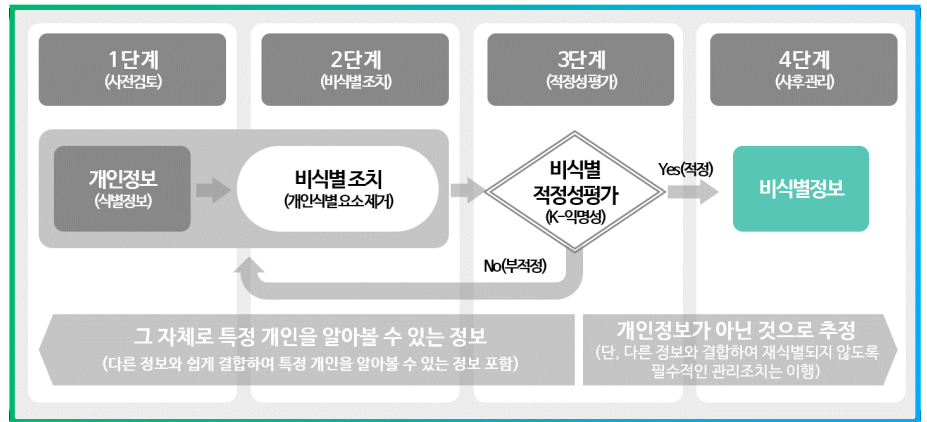 1단계
(사전검토)
2단계
(비식별조치)
3단계
(적정성평가)
4단계
(사후관리)
개인정보
(식별정보)
비식별 조치
(개인식별요소제거)
비식별
적정성평가
(K-익명성)
Yes(적정)
비식별정보
No(부적정)
그 자체로 특정 개인을 알아볼 수 있는 정보
(다른 정보와 쉽게 결합하여 특정 개인을 알아볼 수 있는 정보 포함)
개인정보가 아닌 것으로 추정
(단, 다른 정보와 결합하여 재식별되지 않도록
필수적인 관리조치는 이행)